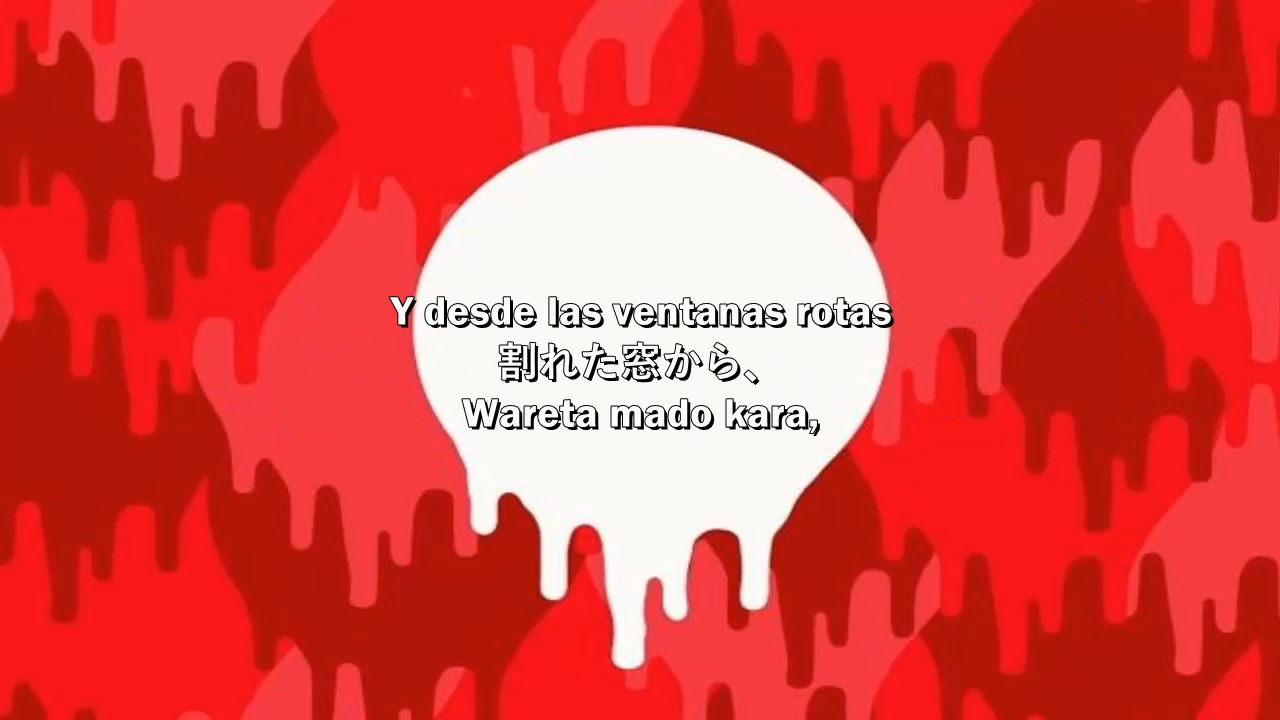 Y desde las ventanas rotas
割れた窓から、
Wareta mado kara,